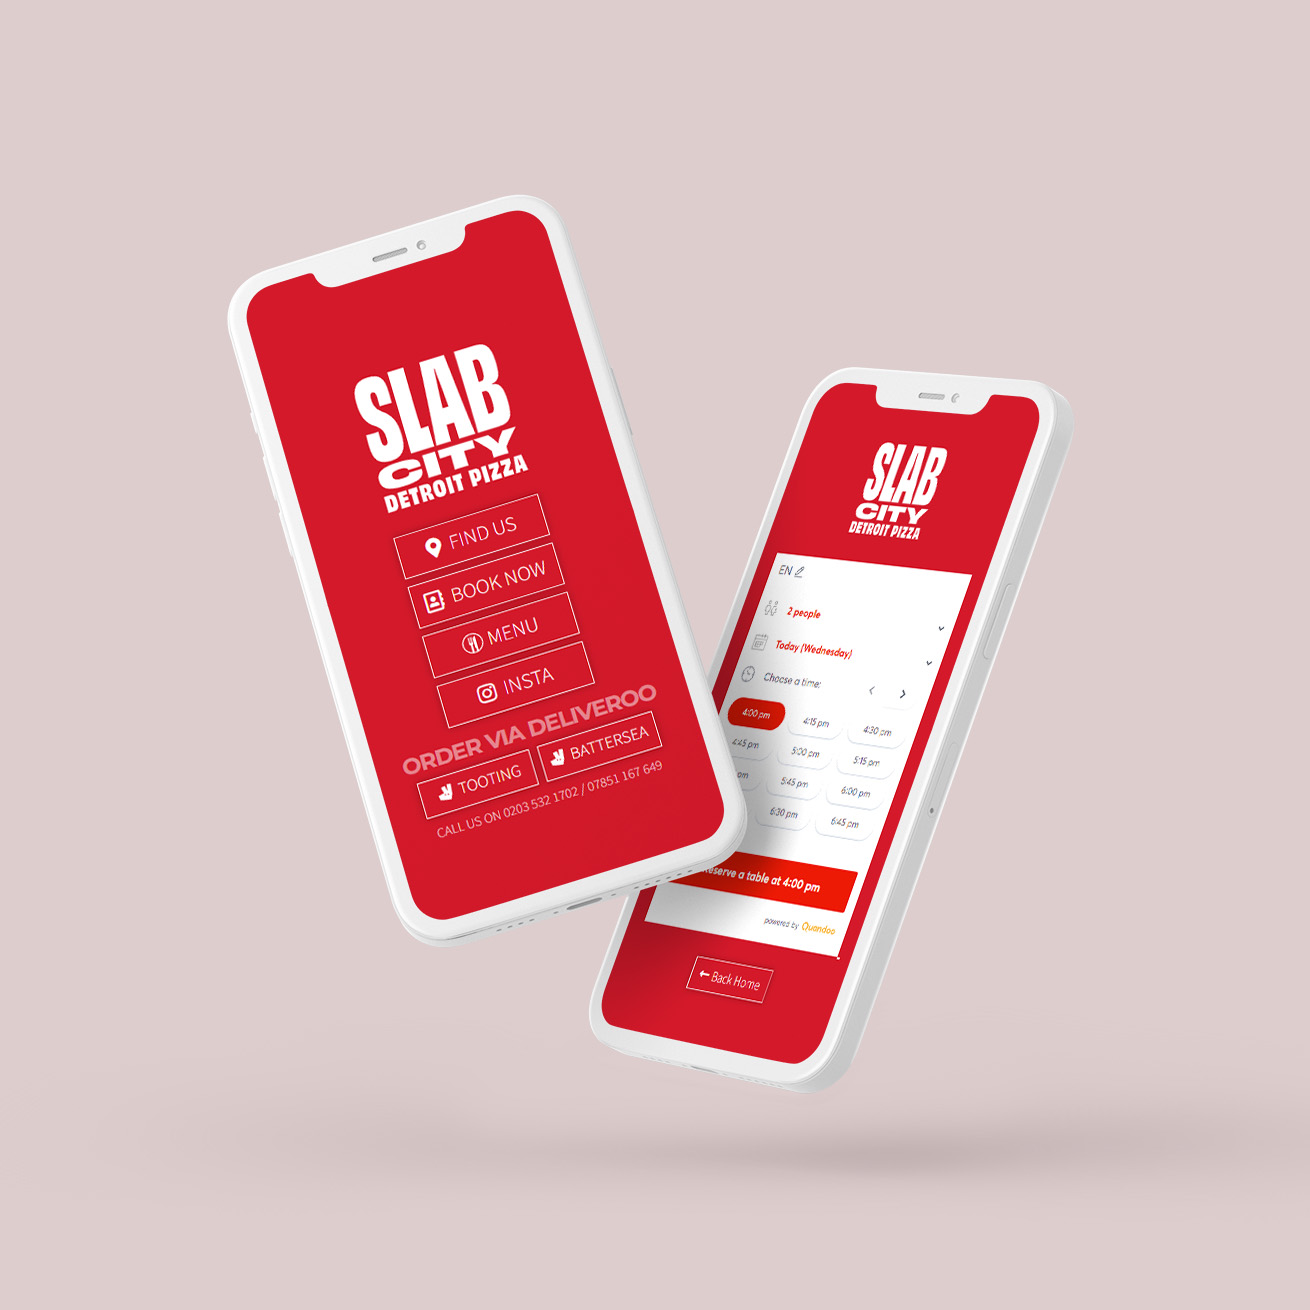 SLAB
CITY
DETROIT PIZZA
FIND US
BOOK NOW
MENU
INSTA
ORDER VIA DELIVEROO
TOOTING
BATTERSEA
CALL US ON 0203 532 1702 / 07851 167 649
SLAB
CITY
DETROIT PIZZA
EN
2 people
Today (Wednesday)
Choose a time:
4:00 pm 4:15 pm 4:30 pm
4:45 pm 5:00 pm 5:15 pm
pm 5:45 pm 6:00 pm
6:30 pm 6:45 pm
eserve a table at 4:00 pm
powered by Quandoo
Back Home